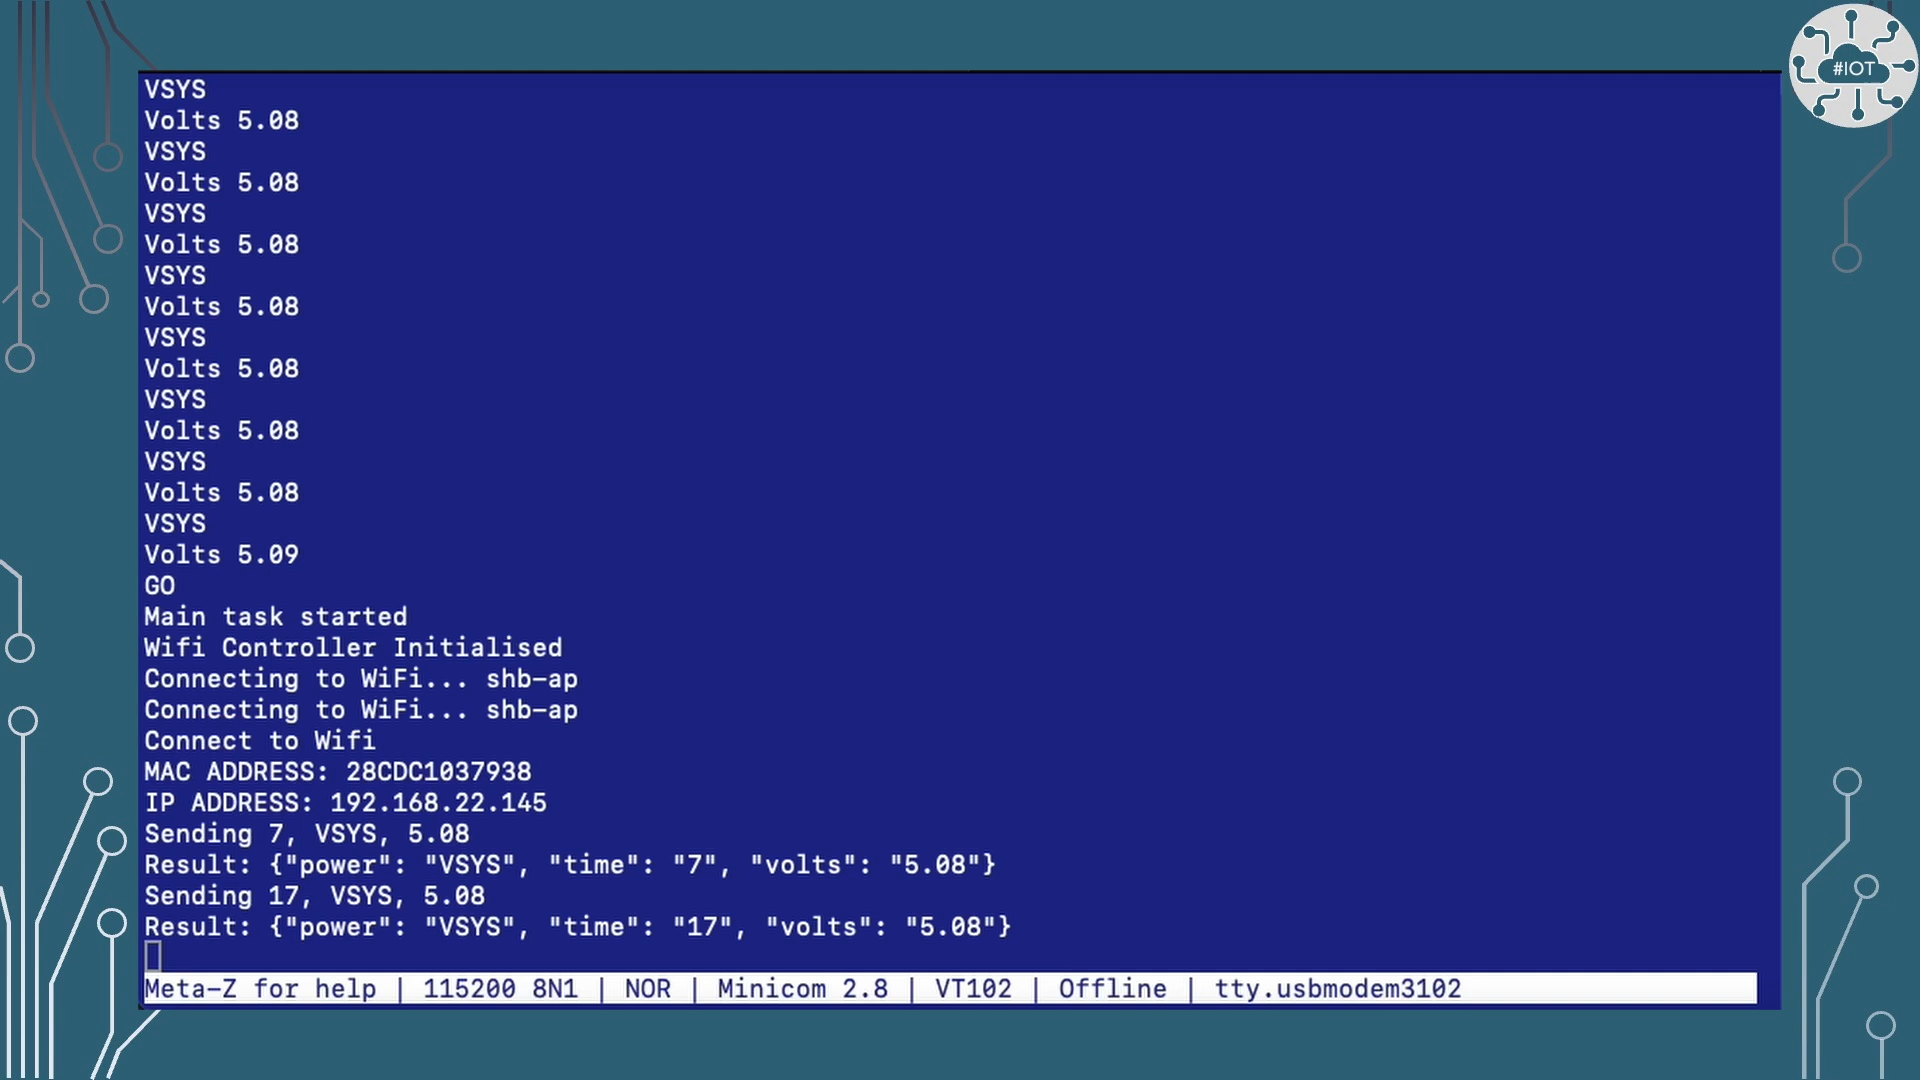 #IOT
VSYS
Volts 5.08
VSYS
Volts 5.08
VSYS
Volts 5.08
VSYS
Volts 5.08
VSYS
Volts 5.08
VSYS
Volts 5.08
VSYS
Volts 5.08
VSYS
Volts 5.09
GO
Main task started
Wifi Controller Initialised
Connecting to WiFi... shb-ap
Connecting to WiFi... shb-ap
Connect to Wifi
MAC ADDRESS: 28CDC1037938
IP ADDRESS: 192.168.22.145
Sending 7, VSYS, 5.08
Result: {"power": "VSYS", "time": "7", "volts": "5.08"}
Sending 17, VSYS, 5.08
Result: {"power": "VSYS", "time": "17", "volts": "5.08"}
Meta-Z for help | 115200 8N1 | NOR | Minicom 2.8 | VT102 | Offline | tty.usbmodem3102